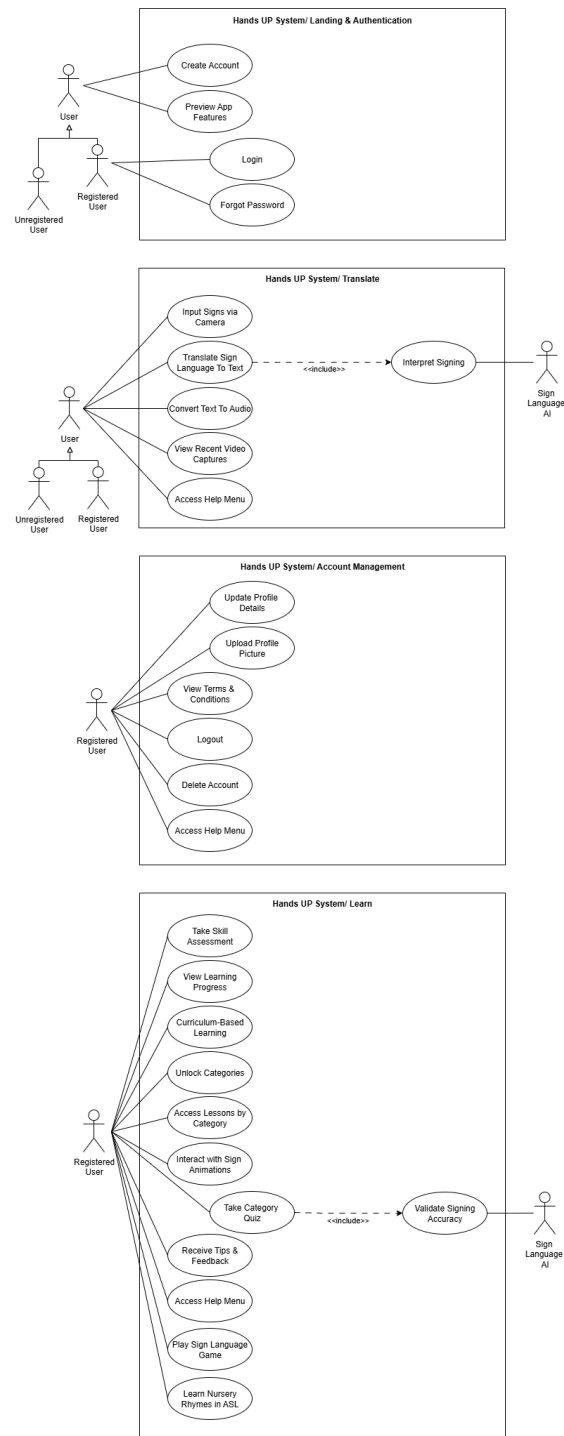 Hands UP System/ Landing & Authentication
Create Account
Preview App
Features
User
Login
Forgot Password
Registered
User
Unregistered
User
Hands UP System/ Translate
Input Signs via
Camera
Translate Sign
Language To Text
<<include>>
Interpret Signing
Sign
Language
AI
Convert Text To Audio
User
View Recent Video
Captures
Access Help Menu
Unregistered
User
Registered
User
Hands UP System/ Account Management
Update Profile
Details
Upload Profile
Picture
View Terms &
Conditions
Registered
User
Logout
Delete Account
Access Help Menu
Hands UP System/ Learn
Take Skill
Assessment
View Learning
Progress
Curriculum-Based
Learning
Unlock Categories
Access Lessons by
Category
Registered
User
Interact with Sign
Animations
Take Category
Quiz
<<include>>
Validate Signing
Accuracy
Sign
Language
AI
Receive Tips &
Feedback
Access Help Menu
Play Sign Language
Game
Learn Nursery
Rhymes in ASL